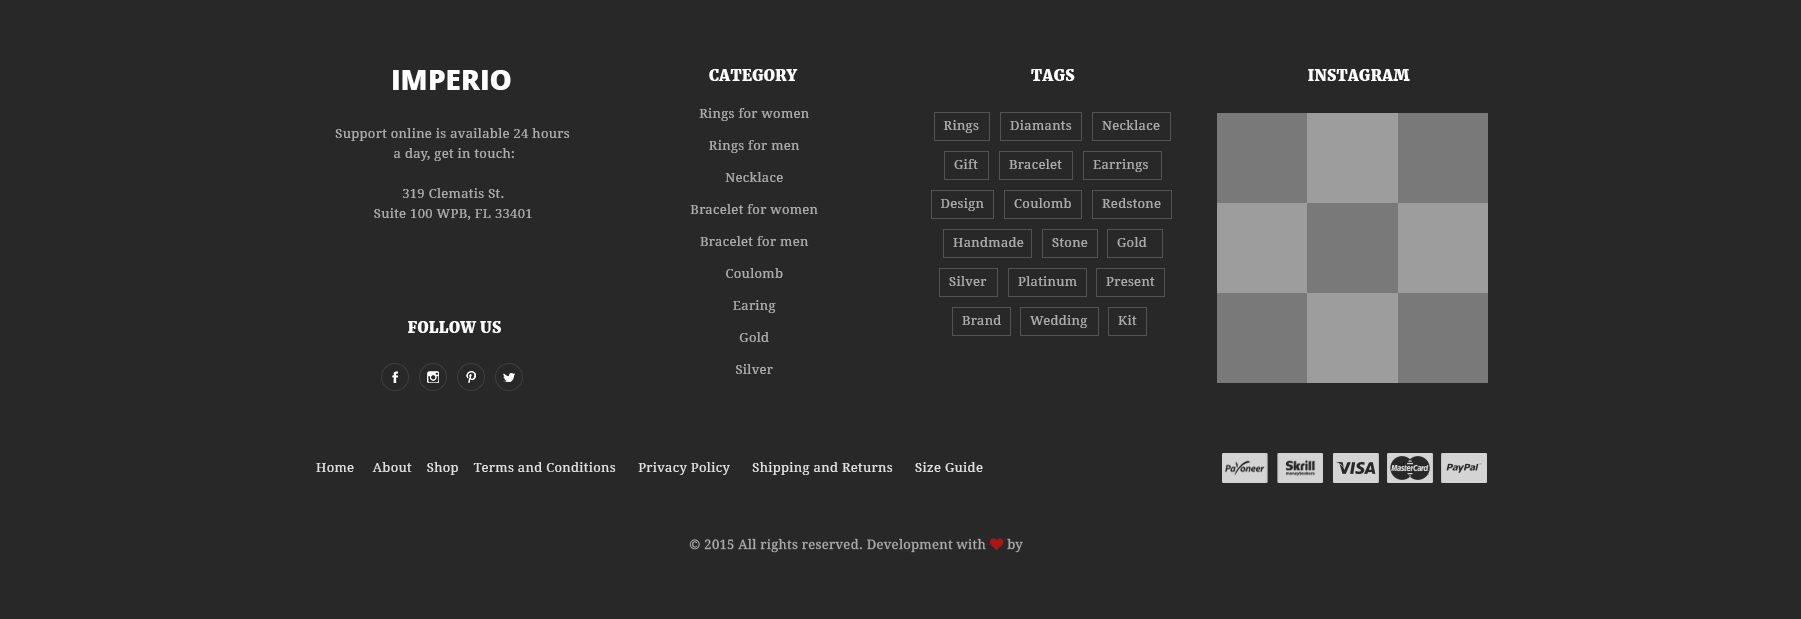 IMPERIO
Support online is available 24 hours
a day, get in touch:
319 Clematis St.
Suite 100 WPB, FL 33401
FOLLOW US
CATEGORY
Rings for women
Rings for men
Necklace
Bracelet for women
Bracelet for men
Coulomb
Earing
Gold
Silver
TAGS
Rings Diamants Necklace
Gift Bracelet Earrings
Design Coulomb Redstone
Handmade Stone Gold
Silver Platinum Present
Brand Wedding Kit
INSTAGRAM
Home About Shop Terms and Conditions Privacy Policy Shipping and Returns Size Guide
Payoneer Skrill VISA MasterCard PayPal
moneybookers
© 2015 All rights reserved. Development with ❤ by